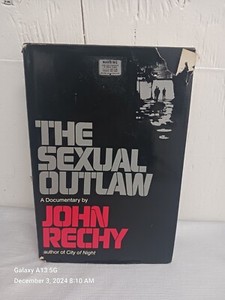 THE
SEXUAL
OUTLAW
A Documentary by
JOHN
RECHY
author of City of Night
Galaxy A13 5G
December 3, 2024 8:10 AM